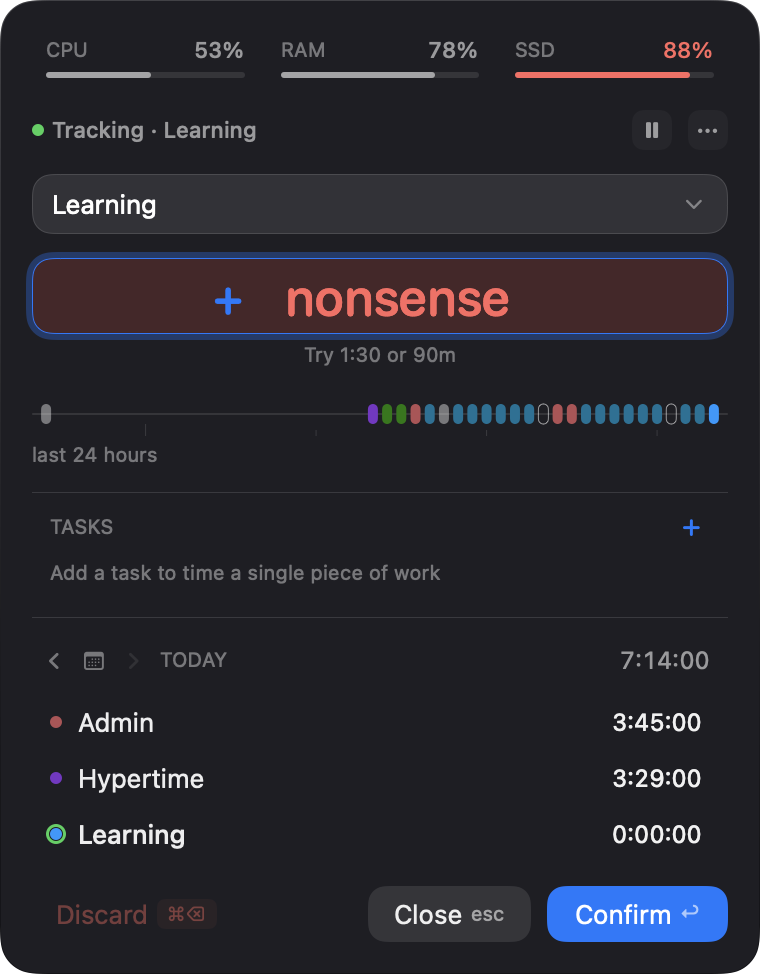 CPU 53% RAM 78% SSD 88%
Tracking · Learning
Learning
+ nonsense
Try 1:30 or 90m
last 24 hours
TASKS +
Add a task to time a single piece of work
TODAY 7:14:00
Admin 3:45:00
Hypertime 3:29:00
Learning 0:00:00
Discard ⌘⌫ Close esc Confirm ↩